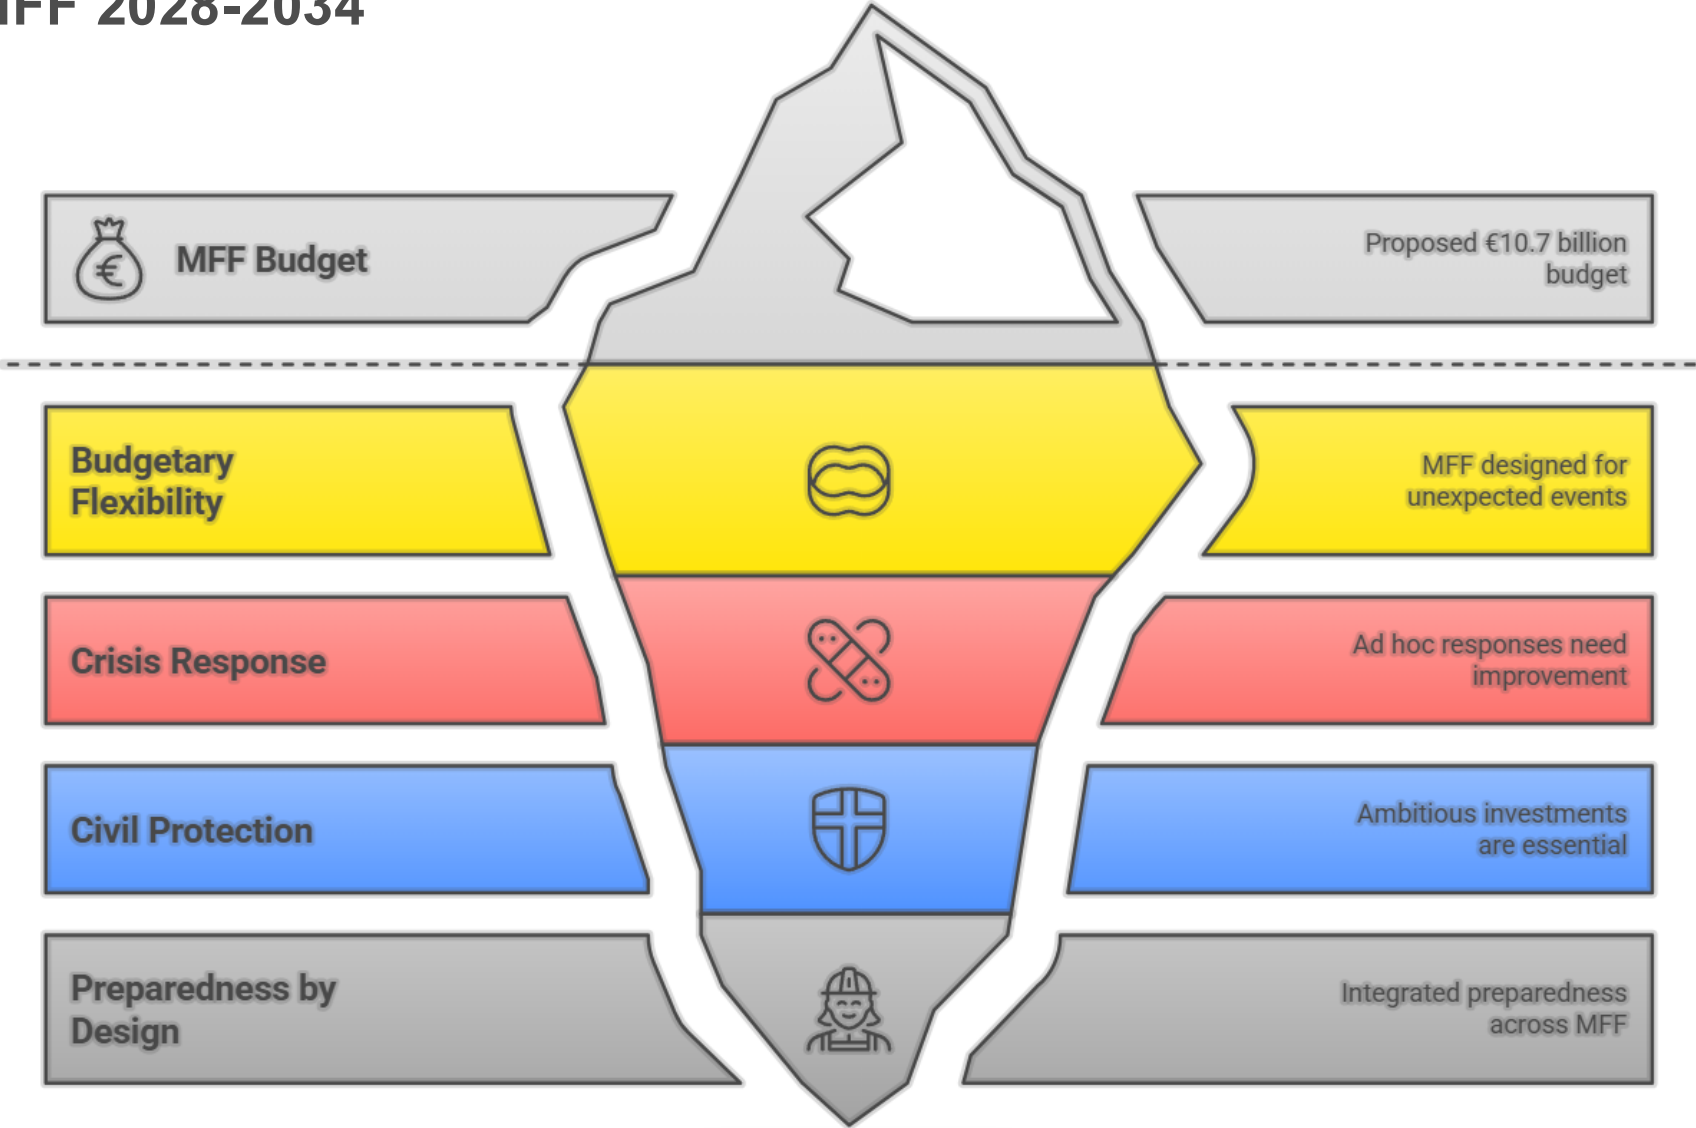 MFF 2028-2034
MFF Budget
Proposed €10.7 billion
budget
Budgetary
Flexibility
MFF designed for
unexpected events
Crisis Response
Ad hoc responses need
improvement
Civil Protection
Ambitious investments
are essential
Preparedness by
Design
Integrated preparedness
across MFF